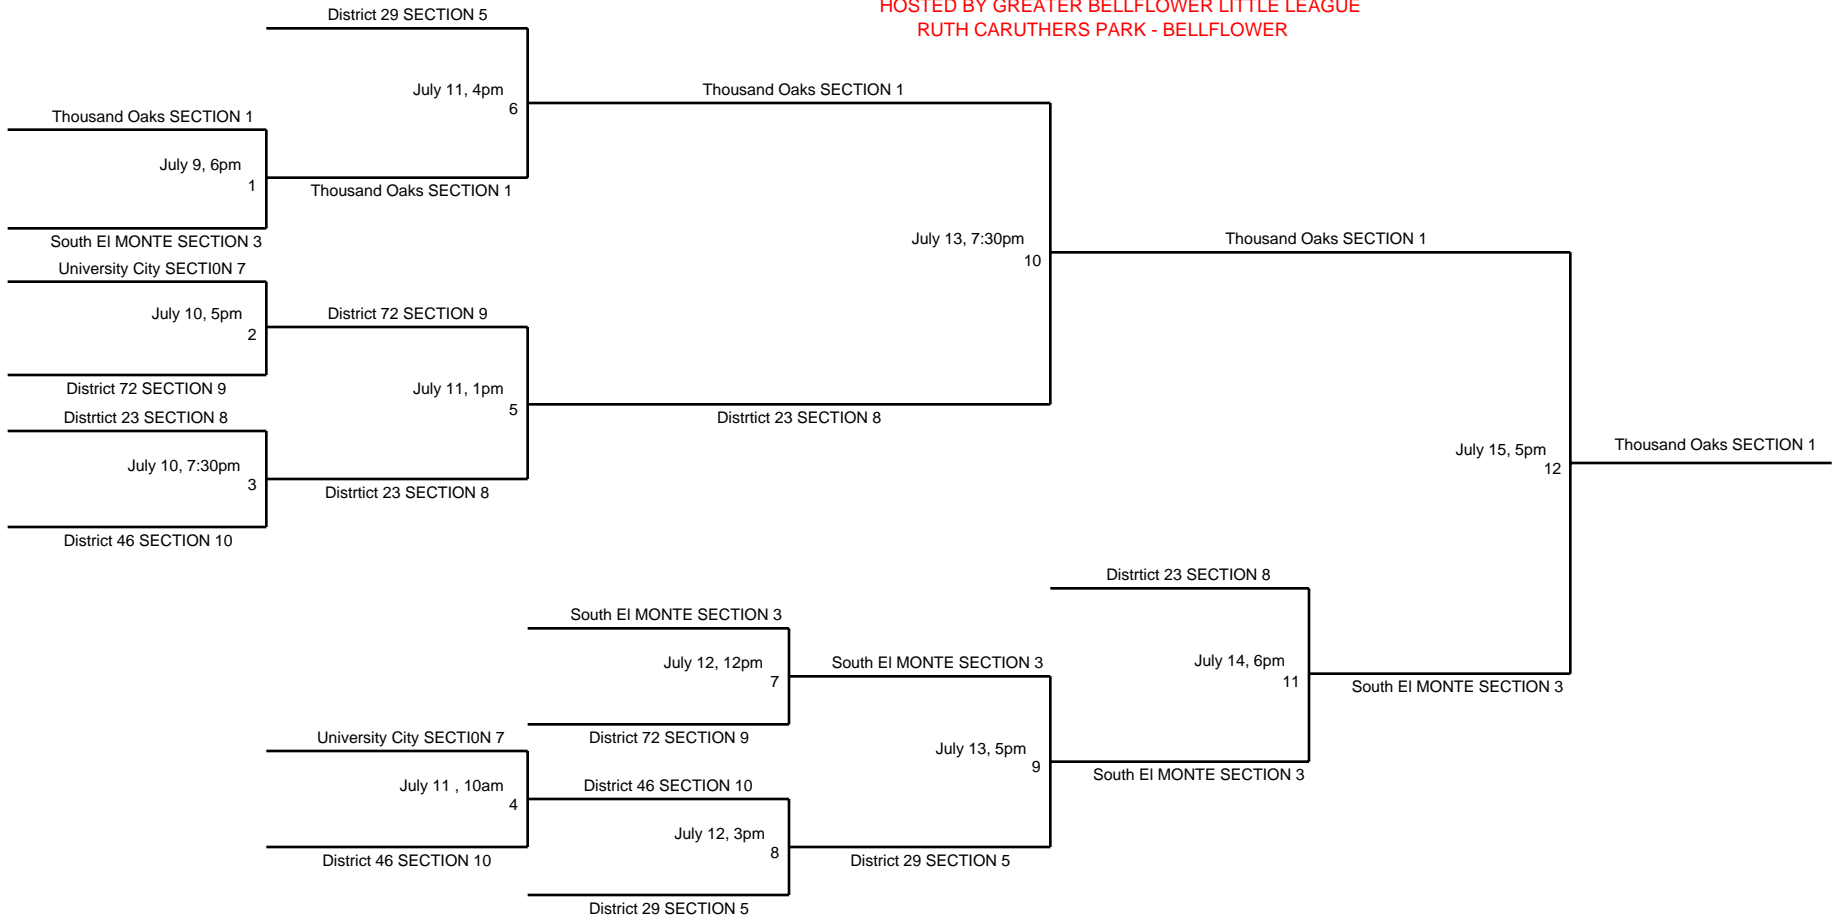 HOSTED BY GREATER BELLFLOWER LITTLE LEAGUE
RUTH CARUTHERS PARK - BELLFLOWER
District 29 SECTION 5
July 11, 4pm
6
Thousand Oaks SECTION 1
Thousand Oaks SECTION 1
July 9, 6pm
1
Thousand Oaks SECTION 1
South El MONTE SECTION 3
July 13, 7:30pm
10
Thousand Oaks SECTION 1
University City SECTI0N 7
July 10, 5pm
2
District 72 SECTION 9
District 72 SECTION 9
July 11, 1pm
5
Distrtict 23 SECTION 8
Distrtict 23 SECTION 8
July 10, 7:30pm
3
Distrtict 23 SECTION 8
District 46 SECTION 10
July 15, 5pm
12
Thousand Oaks SECTION 1
Distrtict 23 SECTION 8
South El MONTE SECTION 3
July 12, 12pm
7
South El MONTE SECTION 3
July 14, 6pm
11
South El MONTE SECTION 3
District 72 SECTION 9
University City SECTI0N 7
July 13, 5pm
9
South El MONTE SECTION 3
July 11 , 10am
4
District 46 SECTION 10
July 12, 3pm
8
District 46 SECTION 10
District 29 SECTION 5
District 29 SECTION 5